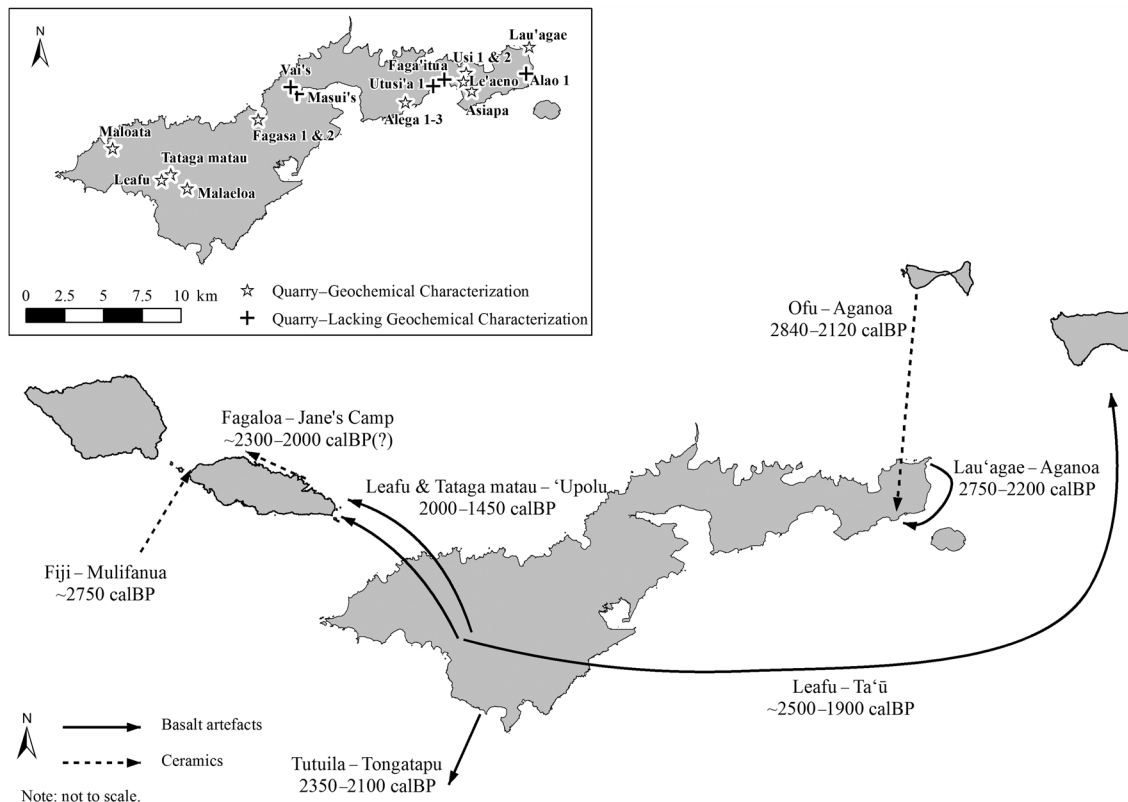 N
Lau'agae
Usi 1 & 2
Faga'itua
Vai's
Le'aeno
Utusi'a 1
Alao 1
Masui's
Asiapa
Alega 1-3
Fagasa 1 & 2
Maloata
Tataga matau
Leafu
Malaeloa
0 2.5 5 10 km
Quarry–Geochemical Characterization
Quarry–Lacking Geochemical Characterization
Ofu – Aganoa
2840–2120 calBP
Fagaloa – Jane's Camp
~2300–2000 calBP(?)
Leafu & Tataga matau – ‘Upolu
2000–1450 calBP
Lau‘agae – Aganoa
2750–2200 calBP
Fiji – Mulifanua
~2750 calBP
Leafu – Ta‘ū
~2500–1900 calBP
N
Basalt artefacts
Ceramics
Tutuila – Tongatapu
2350–2100 calBP
Note: not to scale.